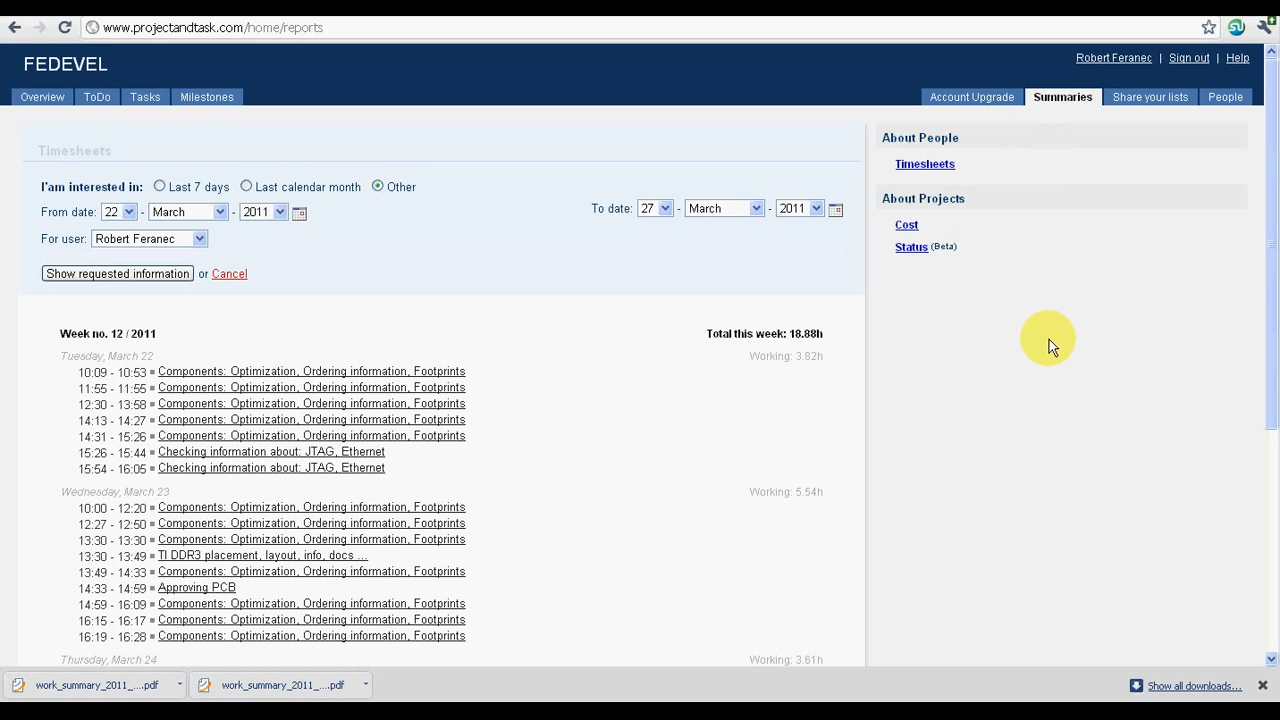 www.projectandtask.com/home/reports
FEDEVEL
Robert Feranec | Sign out | Help
Overview ToDo Tasks Milestones Account Upgrade Summaries Share your lists People
Timesheets
I'am interested in: Last 7 days Last calendar month Other
From date: 22 - March - 2011 To date: 27 - March - 2011
For user: Robert Feranec
Show requested information or Cancel
Week no. 12 / 2011 Total this week: 18.88h
Tuesday, March 22 Working: 3.82h
10:09 - 10:53 Components: Optimization, Ordering information, Footprints
11:55 - 11:55 Components: Optimization, Ordering information, Footprints
12:30 - 13:58 Components: Optimization, Ordering information, Footprints
14:13 - 14:27 Components: Optimization, Ordering information, Footprints
14:31 - 15:26 Components: Optimization, Ordering information, Footprints
15:26 - 15:44 Checking information about: JTAG, Ethernet
15:54 - 16:05 Checking information about: JTAG, Ethernet
Wednesday, March 23 Working: 5.54h
10:00 - 12:20 Components: Optimization, Ordering information, Footprints
12:27 - 12:50 Components: Optimization, Ordering information, Footprints
13:30 - 13:30 Components: Optimization, Ordering information, Footprints
13:30 - 13:49 TI DDR3 placement, layout, info, docs ...
13:49 - 14:33 Components: Optimization, Ordering information, Footprints
14:33 - 14:59 Approving PCB
14:59 - 16:09 Components: Optimization, Ordering information, Footprints
16:15 - 16:17 Components: Optimization, Ordering information, Footprints
16:19 - 16:28 Components: Optimization, Ordering information, Footprints
Thursday, March 24 Working: 3.61h
About People
Timesheets
About Projects
Cost
Status (Beta)
work_summary_2011_....pdf work_summary_2011_....pdf Show all downloads...